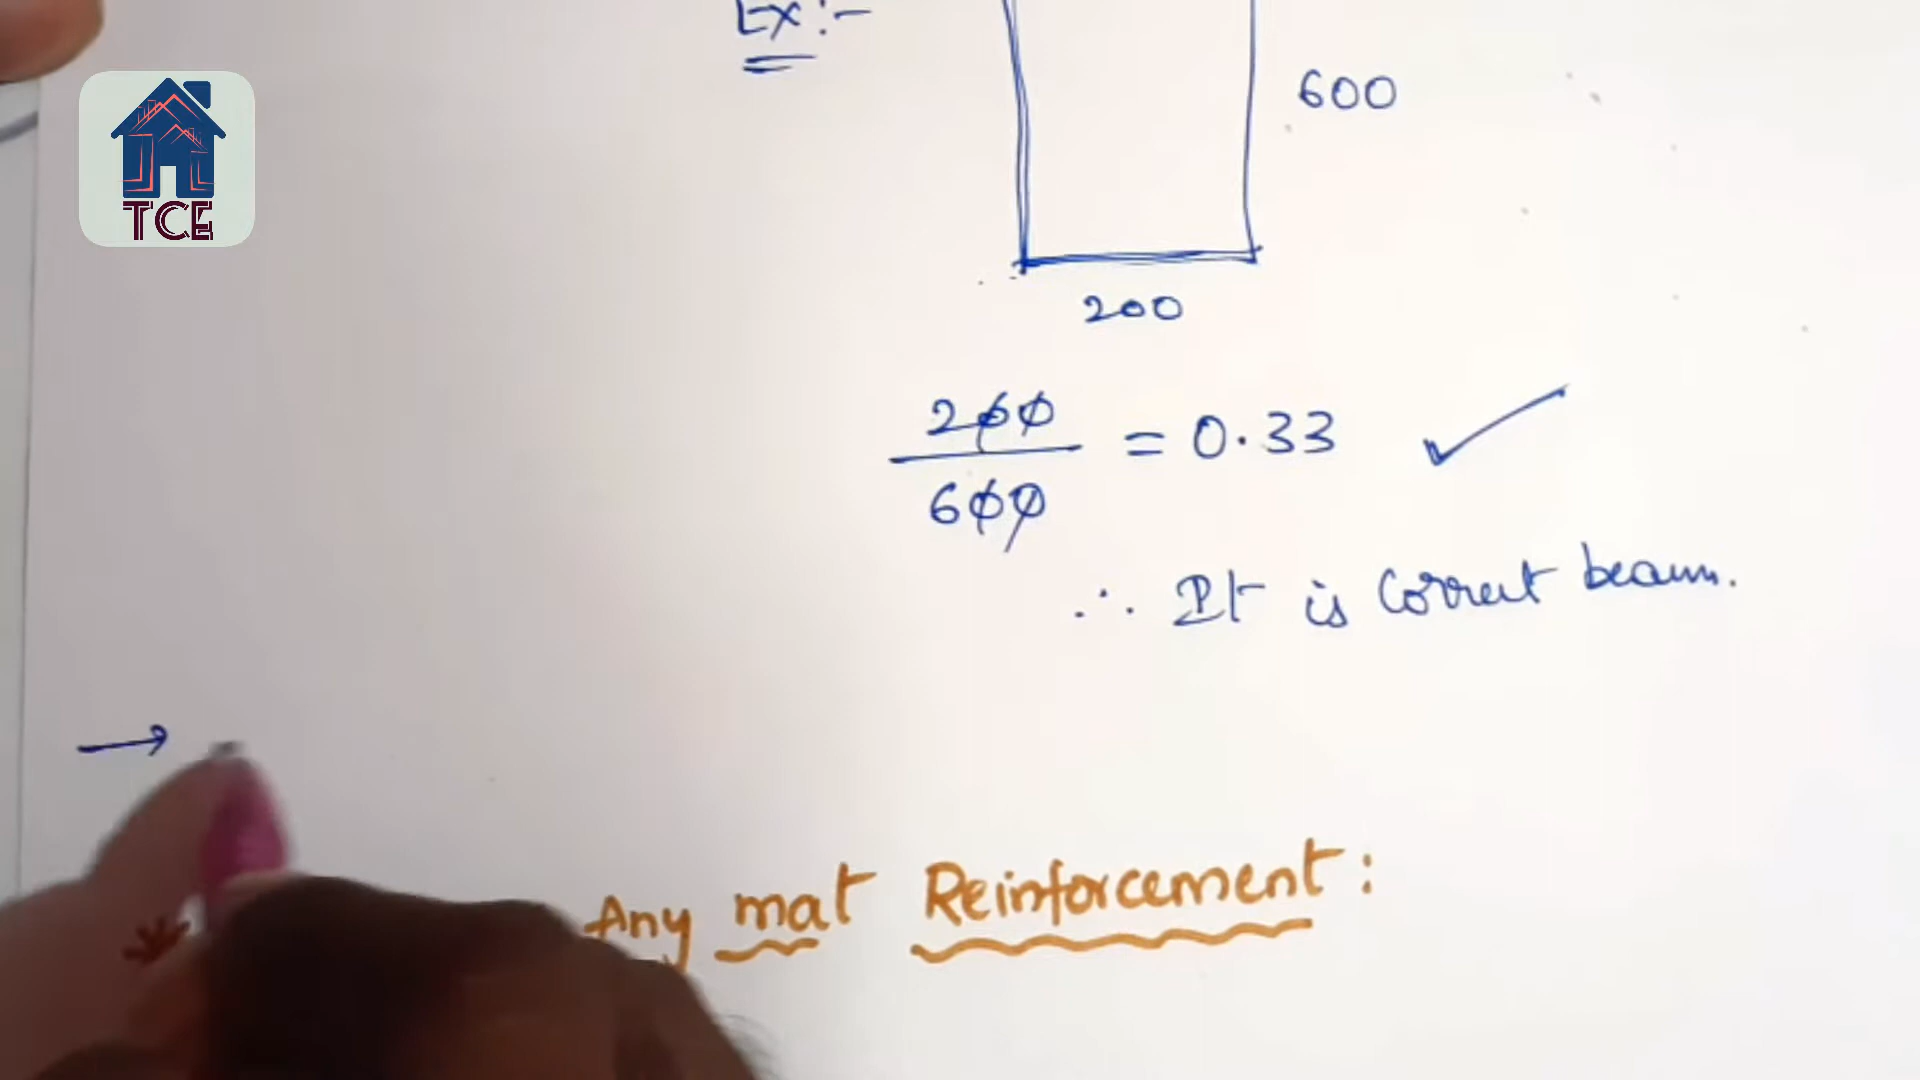 Ex:-
600
TCE
200
200
600
= 0.33 ✓
∴ It is Correct beam.
→
Any mat Reinforcement: